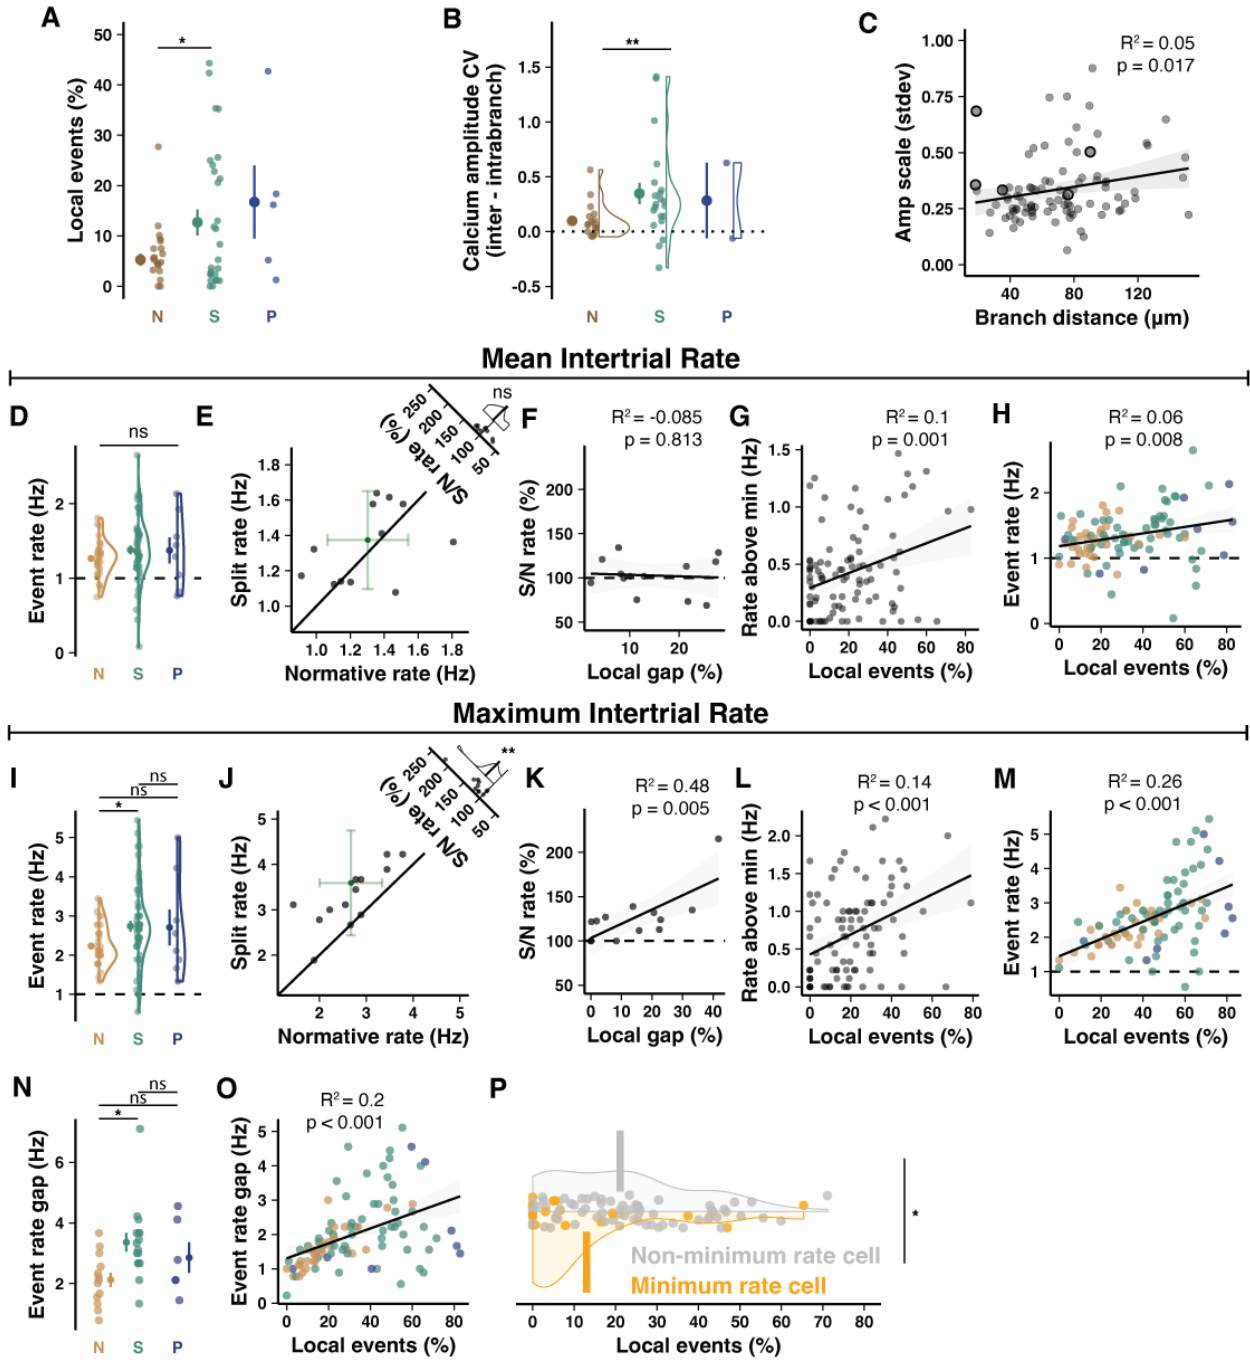 A
50
40
30
20
10
0
Local events (%)
*
N
S
P
B
1.5
1.0
0.5
0.0
-0.5
Calcium amplitude CV
(inter - intrabranch)
**
N
S
P
C
1.00
0.75
0.50
0.25
0.00
Amp scale (stdev)
R² = 0.05
p = 0.017
40
80
120
Branch distance (µm)
Mean Intertrial Rate
D
ns
2
1
0
Event rate (Hz)
N
S
P
E
1.8
1.6
1.4
1.2
1.0
Split rate (Hz)
1.0
1.2
1.4
1.6
1.8
Normative rate (Hz)
250
200
150
100
50
S/N rate (%)
ns
F
R² = -0.085
p = 0.813
200
150
100
50
S/N rate (%)
10
20
Local gap (%)
G
R² = 0.1
p = 0.001
1.5
1.0
0.5
0.0
Rate above min (Hz)
0
20
40
60
80
Local events (%)
H
R² = 0.06
p = 0.008
2
1
0
Event rate (Hz)
0
20
40
60
80
Local events (%)
Maximum Intertrial Rate
I
ns
ns
*
5
4
3
2
1
Event rate (Hz)
N
S
P
J
5
4
3
2
Split rate (Hz)
2
3
4
5
Normative rate (Hz)
250
200
150
100
50
S/N rate (%)
**
K
R² = 0.48
p = 0.005
200
150
100
50
S/N rate (%)
0
10
20
30
40
Local gap (%)
L
R² = 0.14
p < 0.001
2.0
1.5
1.0
0.5
0.0
Rate above min (Hz)
0
20
40
60
80
Local events (%)
M
R² = 0.26
p < 0.001
5
4
3
2
1
Event rate (Hz)
0
20
40
60
80
Local events (%)
N
ns
ns
*
6
4
2
Event rate gap (Hz)
N
S
P
O
R² = 0.2
p < 0.001
5
4
3
2
1
0
Event rate gap (Hz)
0
20
40
60
80
Local events (%)
P
*
Non-minimum rate cell
Minimum rate cell
0
10
20
30
40
50
60
70
80
Local events (%)